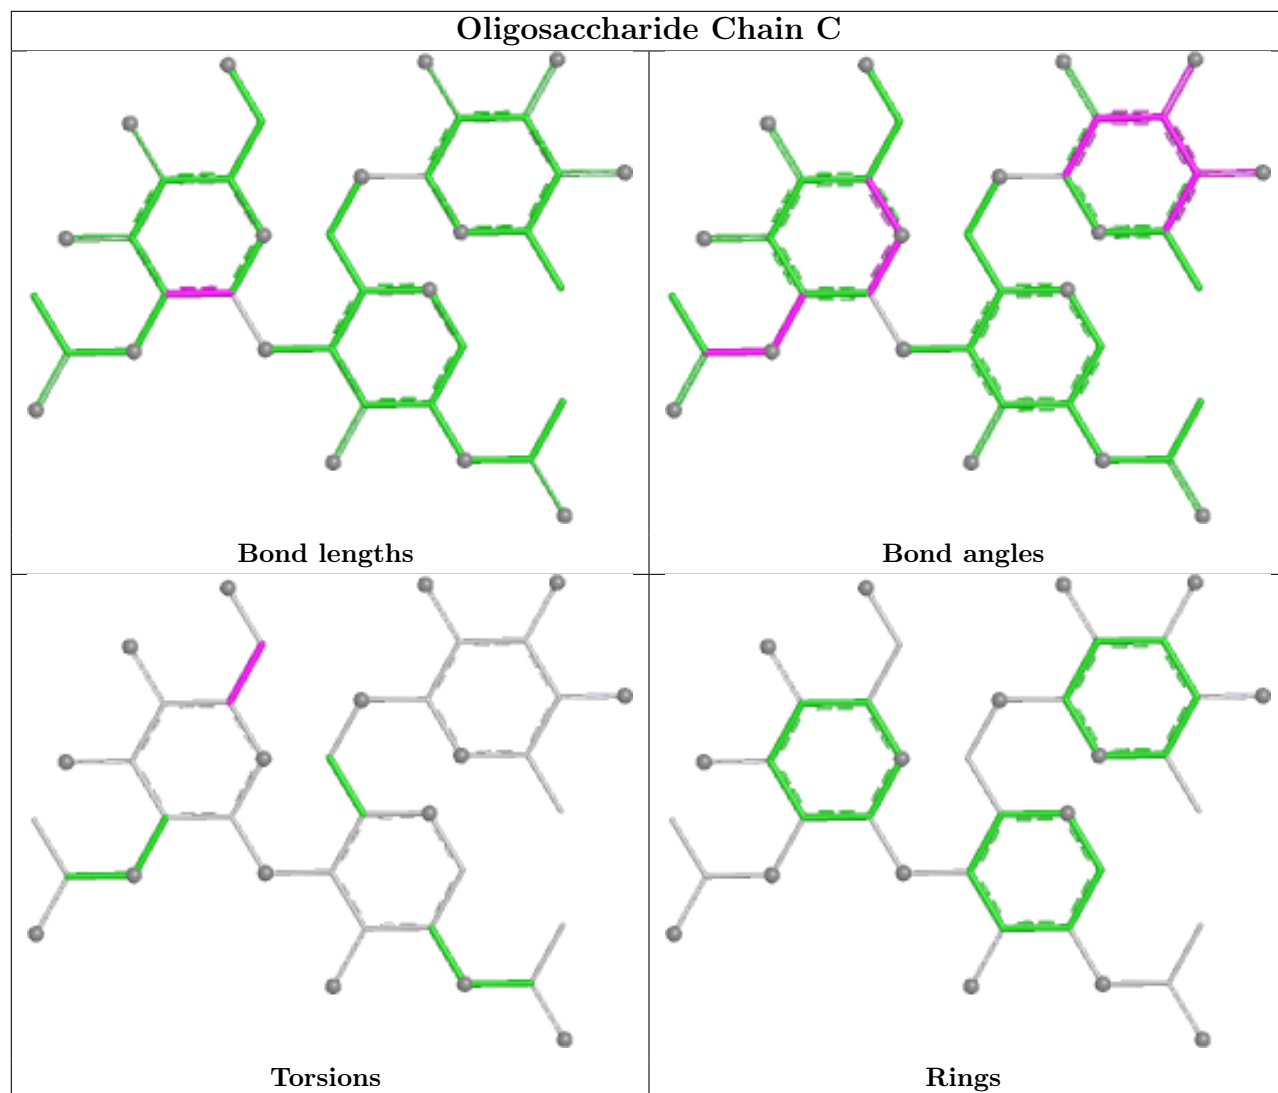 Oligosaccharide Chain C
Bond lengths
Bond angles
Torsions
Rings